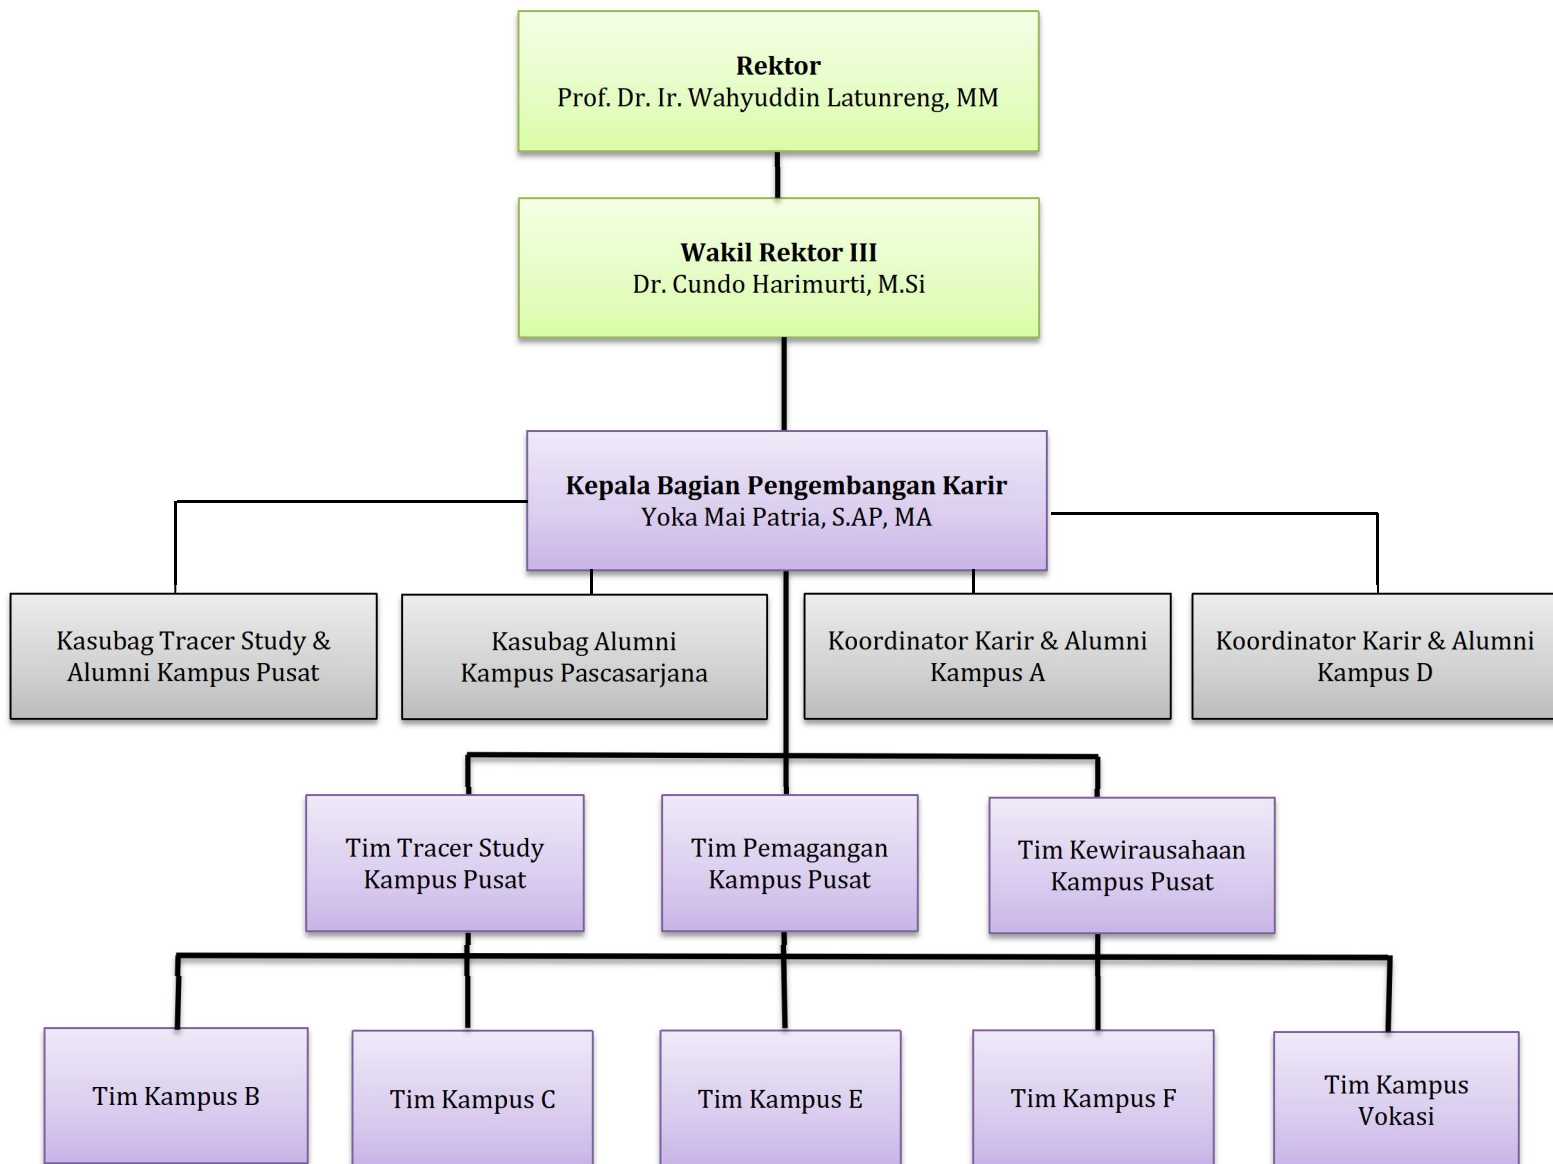 Rektor
Prof. Dr. Ir. Wahyuddin Latunreng, MM
Wakil Rektor III
Dr. Cundo Harimurti, M.Si
Kepala Bagian Pengembangan Karir
Yoka Mai Patria, S.AP, MA
Kasubag Tracer Study &
Alumni Kampus Pusat
Kasubag Alumni
Kampus Pascasarjana
Koordinator Karir & Alumni
Kampus A
Koordinator Karir & Alumni
Kampus D
Tim Tracer Study
Kampus Pusat
Tim Pemagangan
Kampus Pusat
Tim Kewirausahaan
Kampus Pusat
Tim Kampus B
Tim Kampus C
Tim Kampus E
Tim Kampus F
Tim Kampus
Vokasi